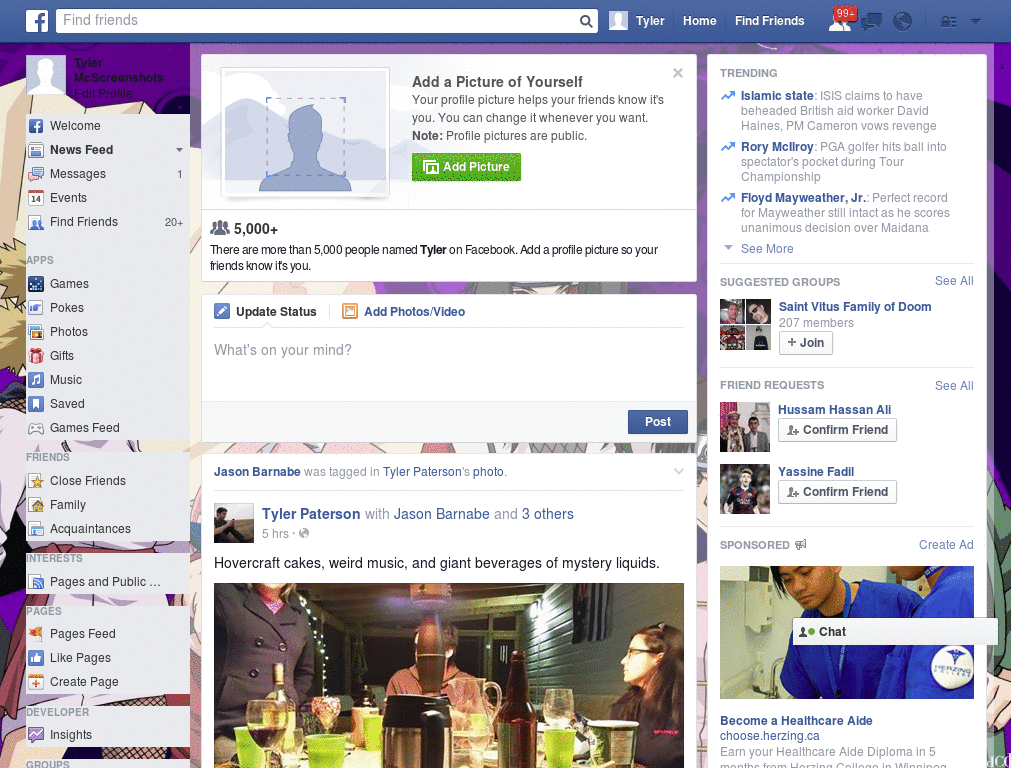 Find friends
Tyler
Home
Find Friends
99+
Tyler
McScreenshots
Edit Profile
Welcome
News Feed
Messages 1
14 Events
Find Friends 20+
APPS
Games
Pokes
Photos
Gifts
Music
Saved
Games Feed
FRIENDS
Close Friends
Family
Acquaintances
INTERESTS
Pages and Public ...
PAGES
Pages Feed
Like Pages
Create Page
DEVELOPER
Insights
GROUPS
Add a Picture of Yourself
Your profile picture helps your friends know it's
you. You can change it whenever you want.
Note: Profile pictures are public.
Add Picture
5,000+
There are more than 5,000 people named Tyler on Facebook. Add a profile picture so your
friends know it's you.
Update Status
Add Photos/Video
What's on your mind?
Post
Jason Barnabe was tagged in Tyler Paterson's photo.
Tyler Paterson with Jason Barnabe and 3 others
5 hrs ·
Hovercraft cakes, weird music, and giant beverages of mystery liquids.
TRENDING
Islamic state: ISIS claims to have
beheaded British aid worker David
Haines, PM Cameron vows revenge
Rory McIlroy: PGA golfer hits ball into
spectator's pocket during Tour
Championship
Floyd Mayweather, Jr.: Perfect record
for Mayweather still intact as he scores
unanimous decision over Maidana
See More
SUGGESTED GROUPS See All
Saint Vitus Family of Doom
207 members
+ Join
FRIEND REQUESTS See All
Hussam Hassan Ali
Confirm Friend
Yassine Fadil
Confirm Friend
SPONSORED Create Ad
Chat
HERZING
COLLEGE
Become a Healthcare Aide
choose.herzing.ca
Earn your Healthcare Aide Diploma in 5
months from Herzing College in Winnipeg